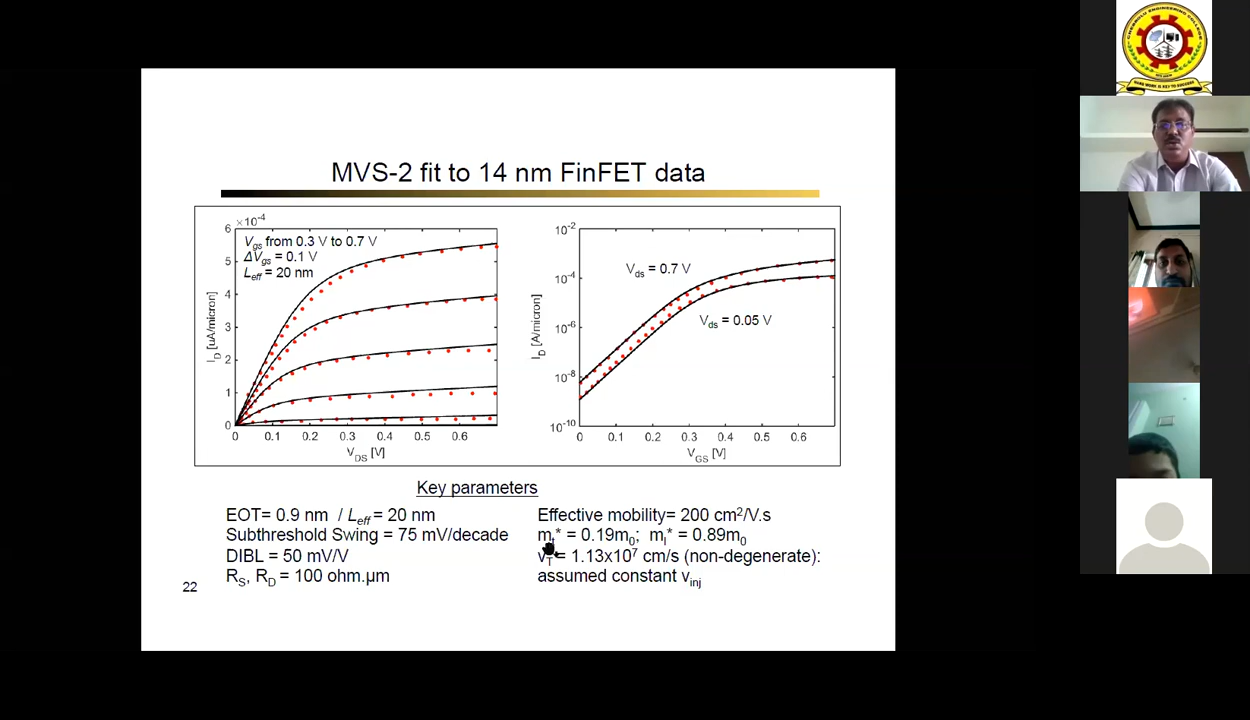 MVS-2 fit to 14 nm FinFET data
×10⁻⁴
V_gs from 0.3 V to 0.7 V
ΔV_gs = 0.1 V
L_eff = 20 nm
6
5
4
3
2
1
0
I_D [uA/micron]
0 0.1 0.2 0.3 0.4 0.5 0.6
V_DS [V]
10⁻²
10⁻⁴
10⁻⁶
10⁻⁸
10⁻¹⁰
I_D [A/micron]
V_ds = 0.7 V
V_ds = 0.05 V
0 0.1 0.2 0.3 0.4 0.5 0.6
V_GS [V]
Key parameters
EOT= 0.9 nm / L_eff = 20 nm
Subthreshold Swing = 75 mV/decade
DIBL = 50 mV/V
R_S, R_D = 100 ohm.µm
Effective mobility= 200 cm²/V.s
m_t* = 0.19m₀; m_l* = 0.89m₀
v_T = 1.13x10⁷ cm/s (non-degenerate):
assumed constant v_inj
22
ENGINEERING COLLEGE